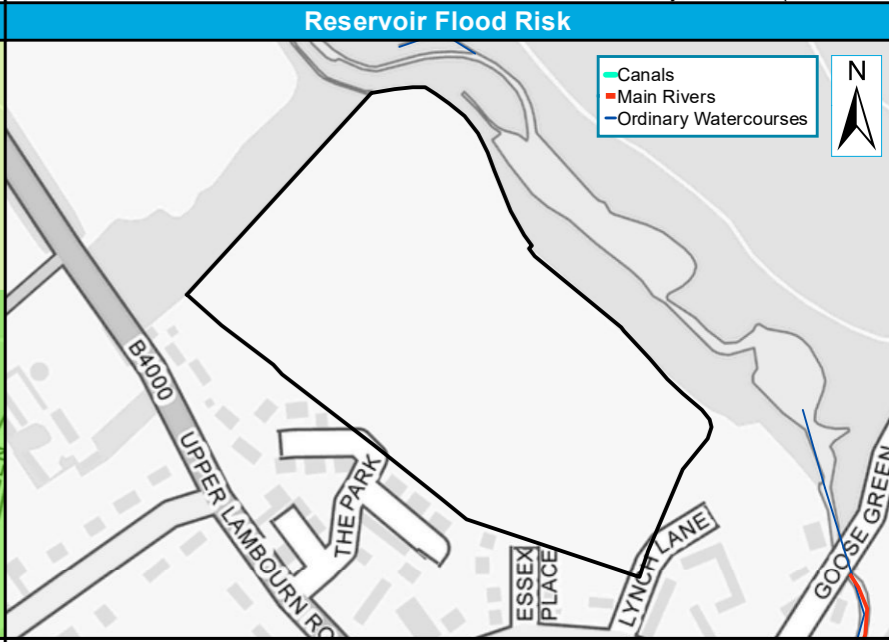 Reservoir Flood Risk
Canals
Main Rivers
Ordinary Watercourses
N
B4000
UPPER LAMBOURN RO
THE PARK
ESSEX
PLACE
LYNCH LANE
GOOSE GREEN